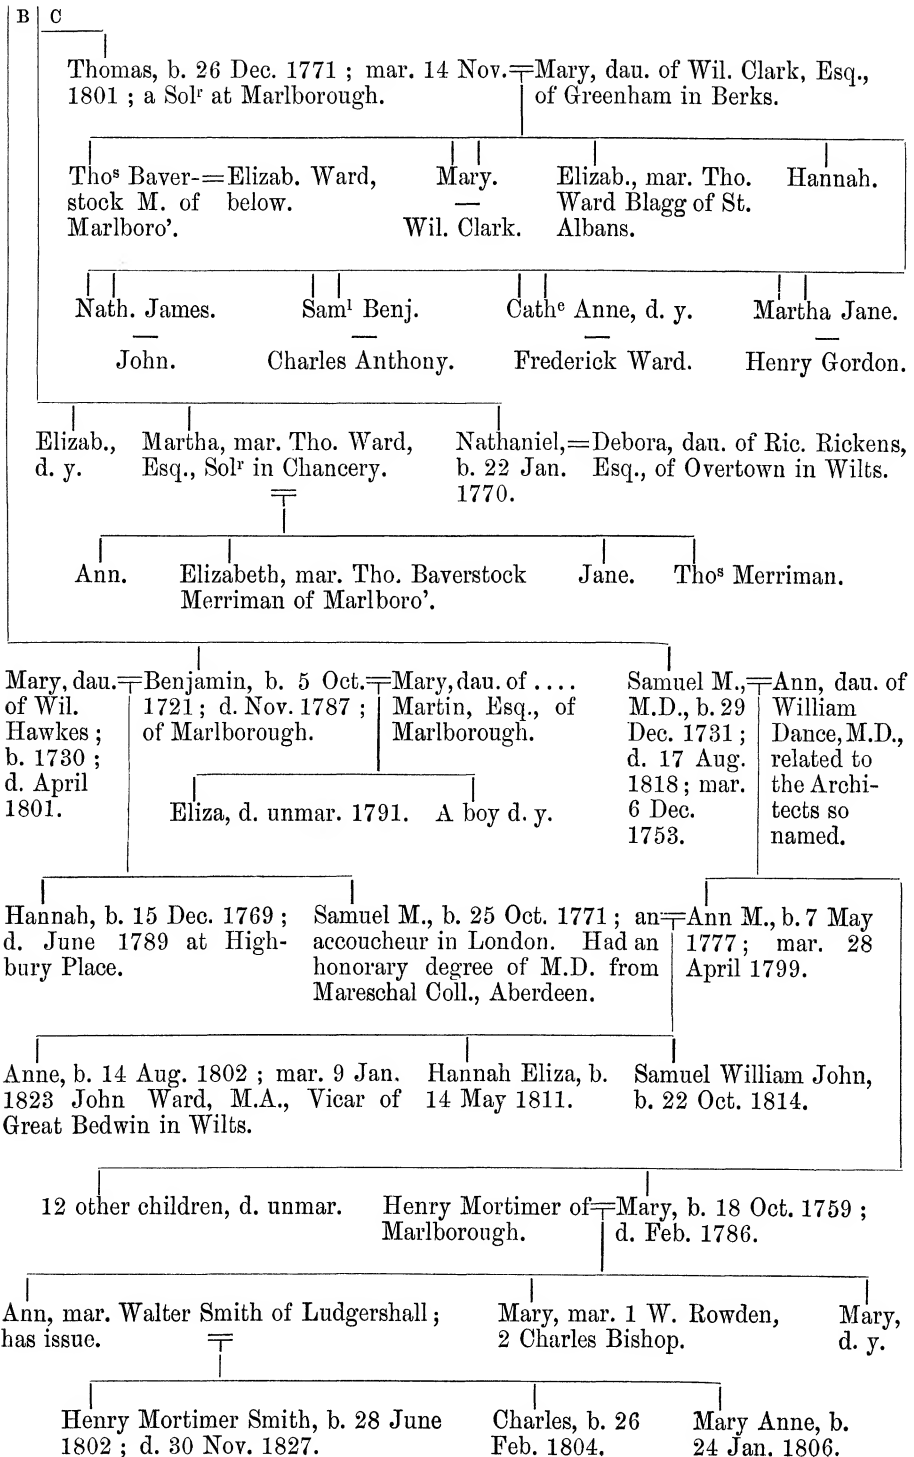 B C
Thomas, b. 26 Dec. 1771 ; mar. 14 Nov.=Mary, dau. of Wil. Clark, Esq.,
1801 ; a Solʳ at Marlborough. of Greenham in Berks.
Thoˢ Baver-=Elizab. Ward, Mary. Elizab., mar. Tho. Hannah.
stock M. of below. — Ward Blagg of St.
Marlboro’. Wil. Clark. Albans.
Nath. James. Samˡ Benj. Cathᵉ Anne, d. y. Martha Jane.
— — — —
John. Charles Anthony. Frederick Ward. Henry Gordon.
Elizab., Martha, mar. Tho. Ward, Nathaniel,=Debora, dau. of Ric. Rickens,
d. y. Esq., Solʳ in Chancery. b. 22 Jan. Esq., of Overtown in Wilts.
1770.
Ann. Elizabeth, mar. Tho. Baverstock Jane. Thoˢ Merriman.
Merriman of Marlboro’.
Mary, dau.=Benjamin, b. 5 Oct.=Mary, dau. of .... Samuel M.,=Ann, dau. of
of Wil. 1721 ; d. Nov. 1787 ; Martin, Esq., of M.D., b. 29 William
Hawkes ; of Marlborough. Marlborough. Dec. 1731 ; Dance, M.D.,
b. 1730 ; d. 17 Aug. related to
d. April 1818 ; mar. the Archi-
1801. Eliza, d. unmar. 1791. A boy d. y. 6 Dec. tects so
1753. named.
Hannah, b. 15 Dec. 1769 ; Samuel M., b. 25 Oct. 1771 ; an=Ann M., b. 7 May
d. June 1789 at High- accoucheur in London. Had an 1777 ; mar. 28
bury Place. honorary degree of M.D. from April 1799.
Mareschal Coll., Aberdeen.
Anne, b. 14 Aug. 1802 ; mar. 9 Jan. Hannah Eliza, b. Samuel William John,
1823 John Ward, M.A., Vicar of 14 May 1811. b. 22 Oct. 1814.
Great Bedwin in Wilts.
12 other children, d. unmar. Henry Mortimer of=Mary, b. 18 Oct. 1759 ;
Marlborough. d. Feb. 1786.
Ann, mar. Walter Smith of Ludgershall ; Mary, mar. 1 W. Rowden, Mary,
has issue. 2 Charles Bishop. d. y.
Henry Mortimer Smith, b. 28 June Charles, b. 26 Mary Anne, b.
1802 ; d. 30 Nov. 1827. Feb. 1804. 24 Jan. 1806.